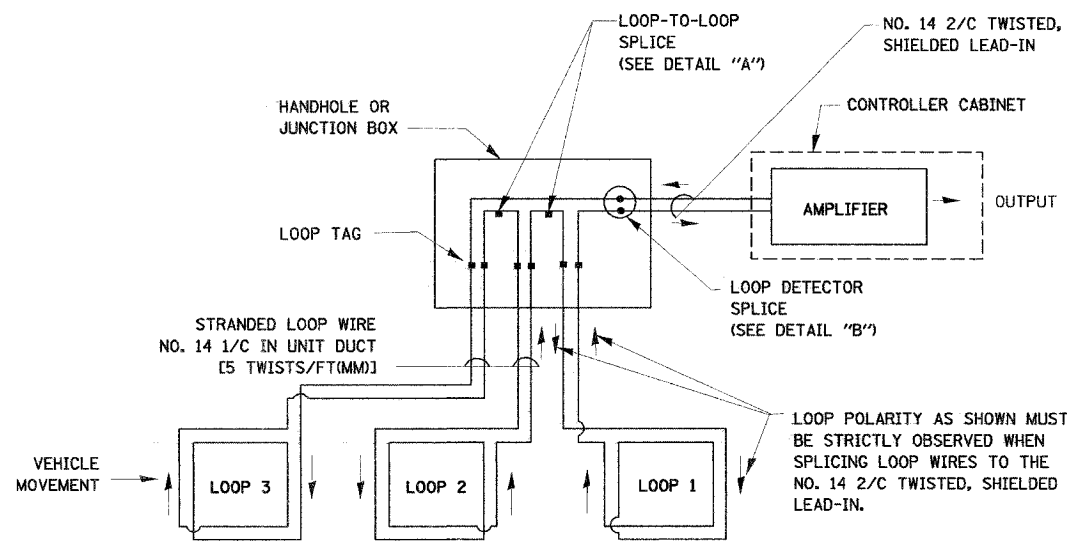 LOOP-TO-LOOP
SPLICE
(SEE DETAIL "A")
NO. 14 2/C TWISTED,
SHIELDED LEAD-IN
HANDHOLE OR
JUNCTION BOX
CONTROLLER CABINET
AMPLIFIER
OUTPUT
LOOP TAG
LOOP DETECTOR
SPLICE
(SEE DETAIL "B")
STRANDED LOOP WIRE
NO. 14 1/C IN UNIT DUCT
[5 TWISTS/FT(MM)]
LOOP POLARITY AS SHOWN MUST
BE STRICTLY OBSERVED WHEN
SPLICING LOOP WIRES TO THE
NO. 14 2/C TWISTED, SHIELDED
LEAD-IN.
VEHICLE
MOVEMENT
LOOP 3
LOOP 2
LOOP 1